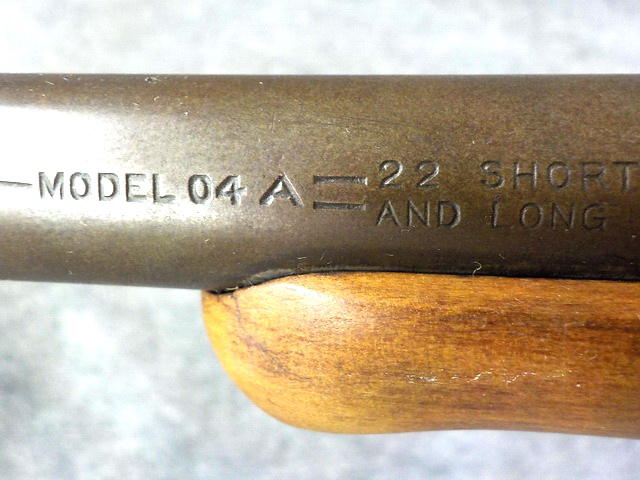 —MODEL 04 A=22 SHORT
AND LONG